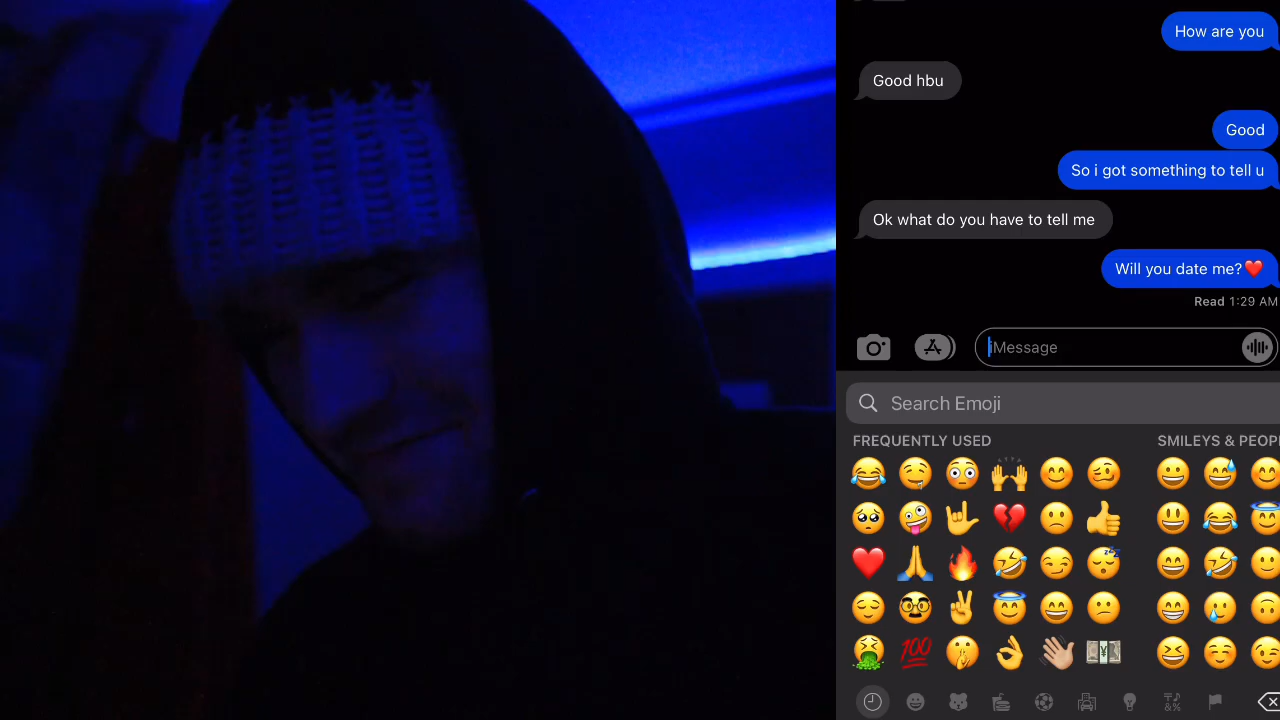 How are you
Good hbu
Good
So i got something to tell u
Ok what do you have to tell me
Will you date me?❤️
Read 1:29 AM
iMessage
Search Emoji
FREQUENTLY USED
SMILEYS & PEOP